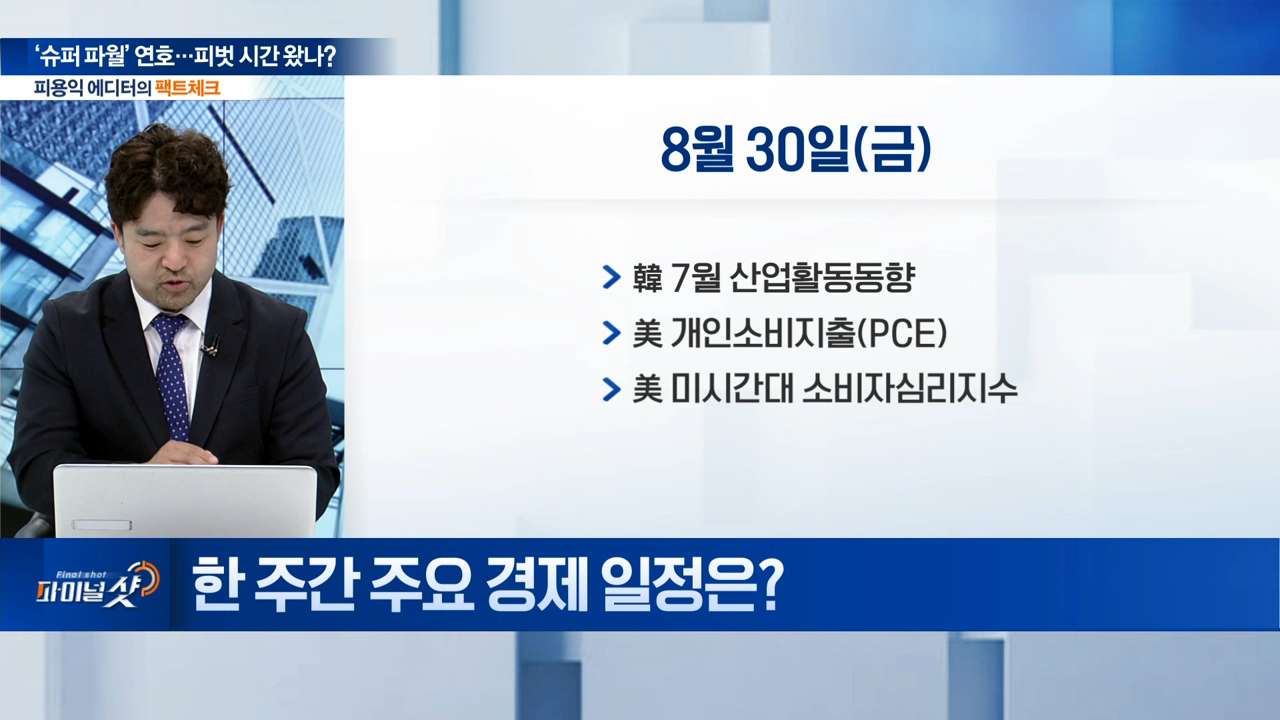 ‘슈퍼 파월’ 연호…피벗 시간 왔나?
피용익 에디터의 팩트체크
8월 30일(금)
韓 7월 산업활동동향
美 개인소비지출(PCE)
美 미시간대 소비자심리지수
Final shot
파이널 샷
한 주간 주요 경제 일정은?